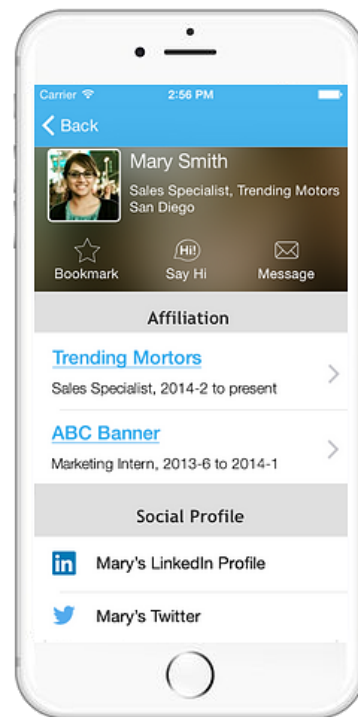 Carrier 2:56 PM
Back
Mary Smith
Sales Specialist, Trending Motors
San Diego
Bookmark Say Hi Message
Hi!
Affiliation
Trending Mortors
Sales Specialist, 2014-2 to present
ABC Banner
Marketing Intern, 2013-6 to 2014-1
Social Profile
in Mary's LinkedIn Profile
Mary's Twitter